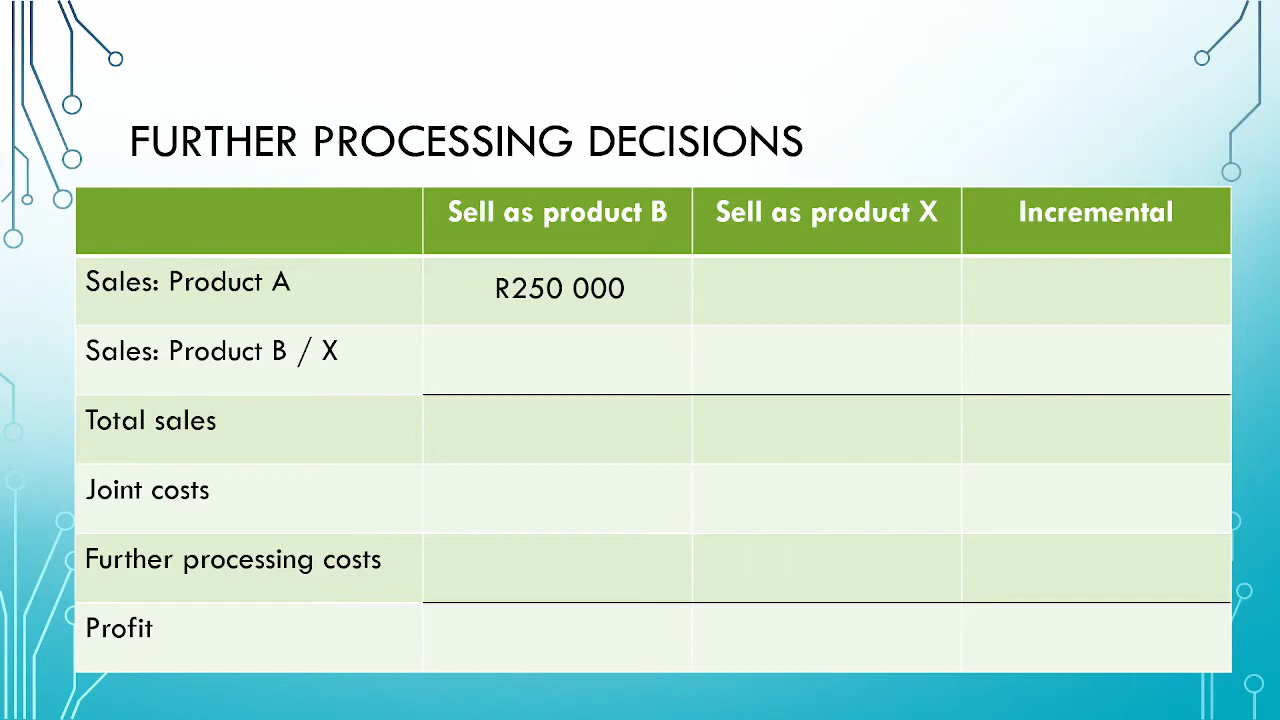 FURTHER PROCESSING DECISIONS
Sell as product B Sell as product X Incremental
Sales: Product A R250 000
Sales: Product B / X
Total sales
Joint costs
Further processing costs
Profit